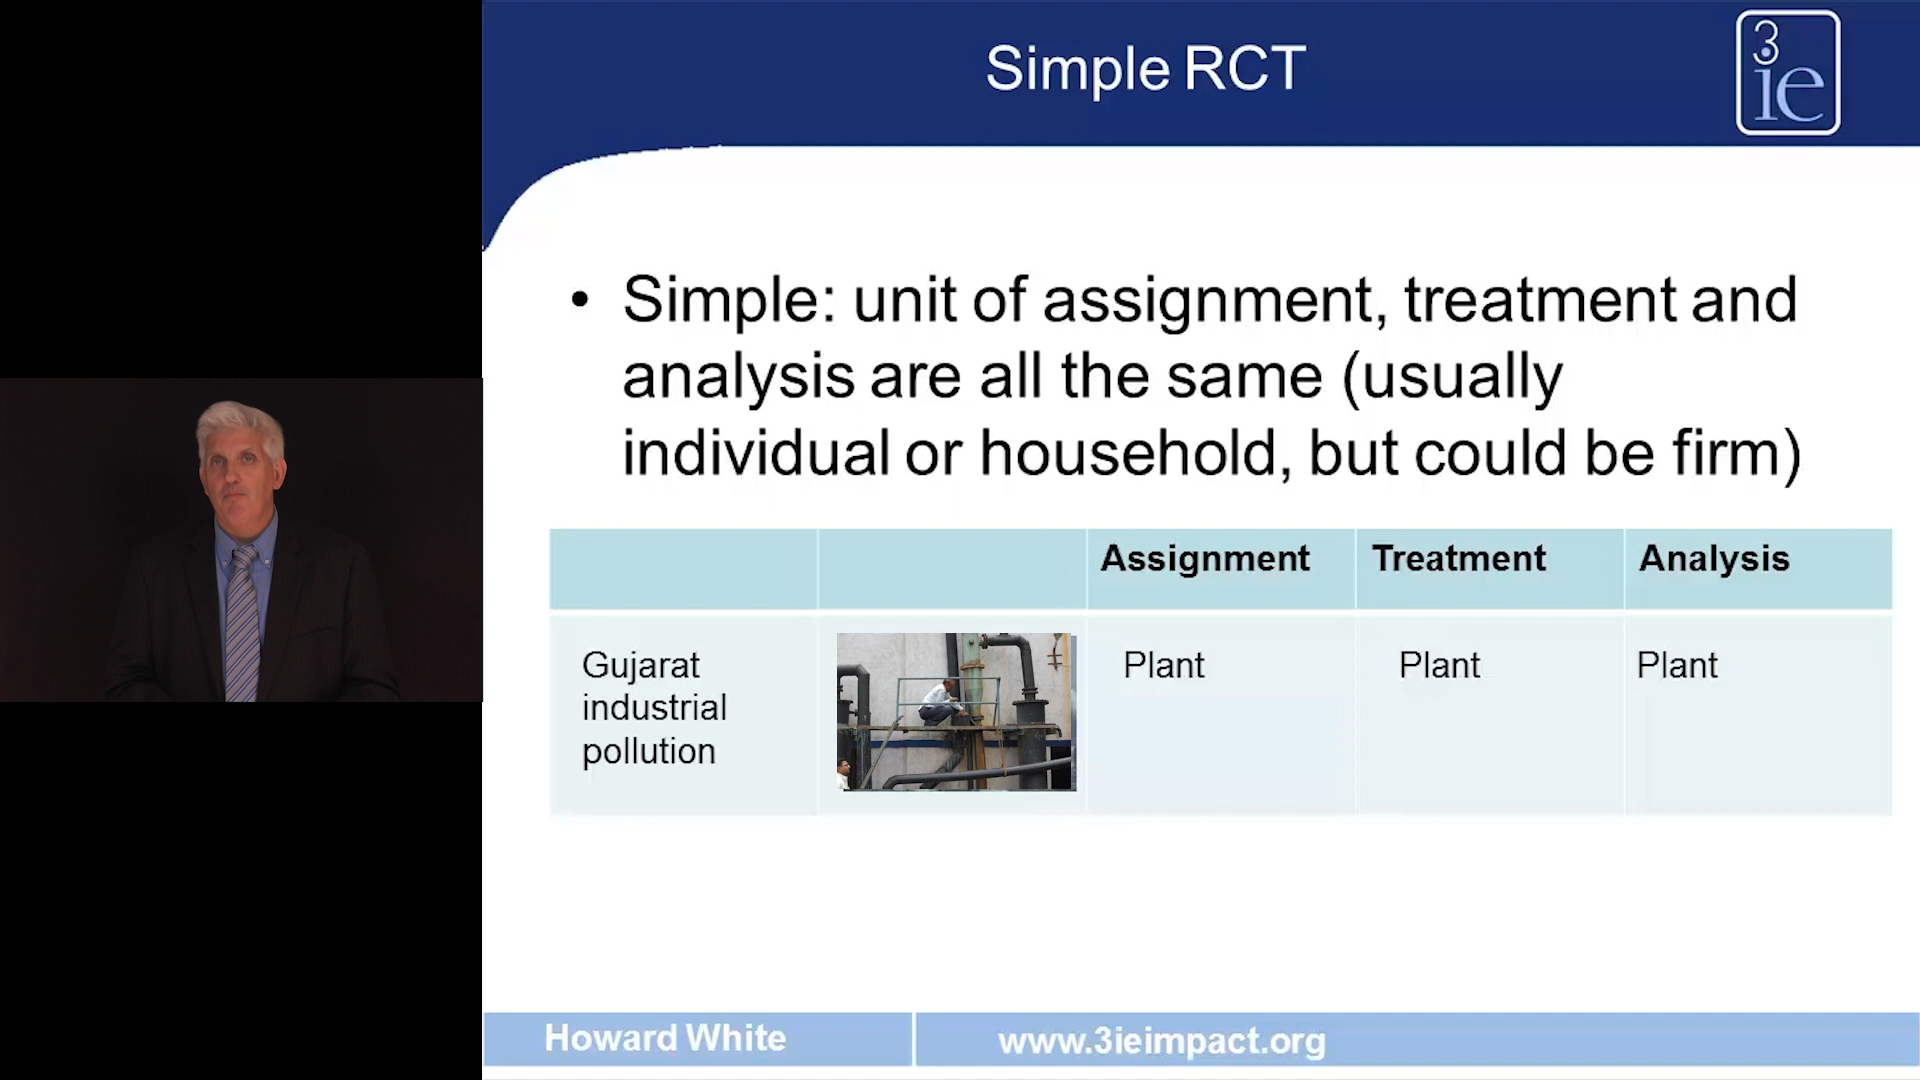 Simple RCT
3ie
• Simple: unit of assignment, treatment and
analysis are all the same (usually
individual or household, but could be firm)
Assignment Treatment Analysis
Gujarat
industrial
pollution
Plant Plant Plant
Howard White
www.3ieimpact.org